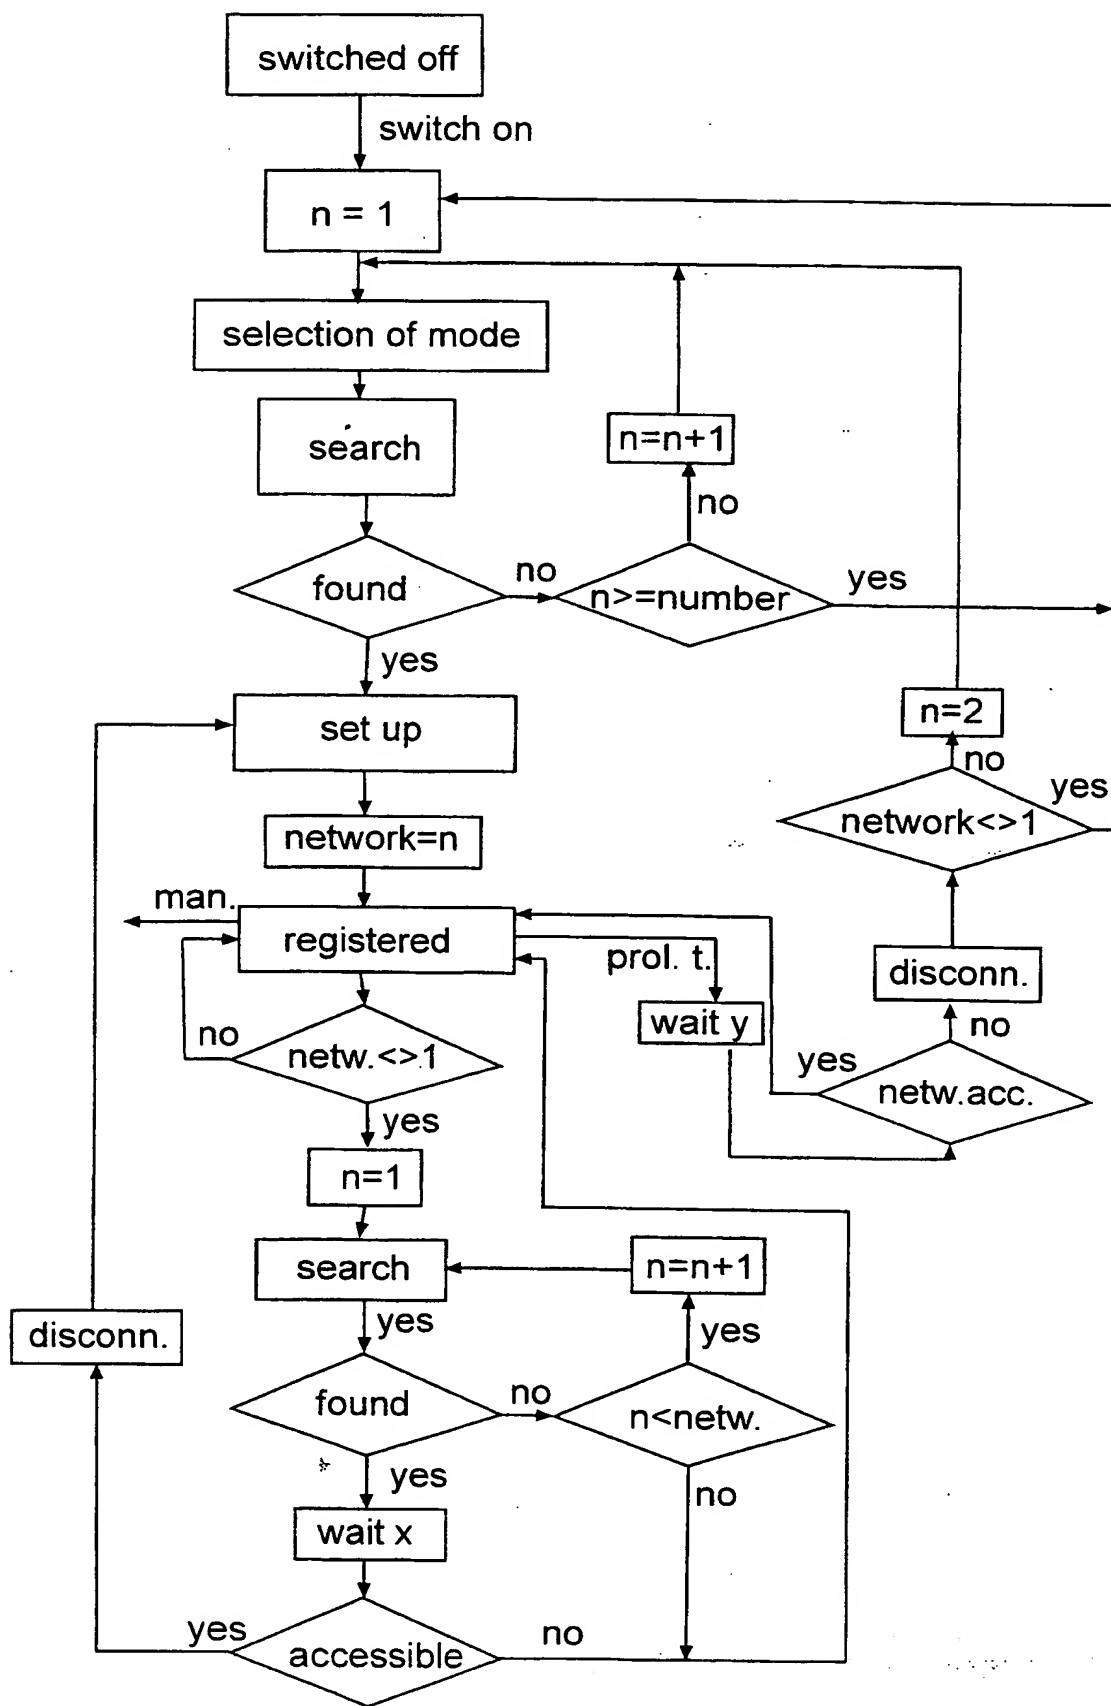 switched off
switch on
n = 1
selection of mode
search
n=n+1
no
found
no
n>=number
yes
yes
set up
n=2
no
yes
network=n
network<>1
man.
registered
prol. t.
disconn.
no
netw.<>1
wait y
yes
no
netw.acc.
yes
n=1
search
n=n+1
disconn.
yes
yes
found
no
n<netw.
yes
no
wait x
yes
accessible
no